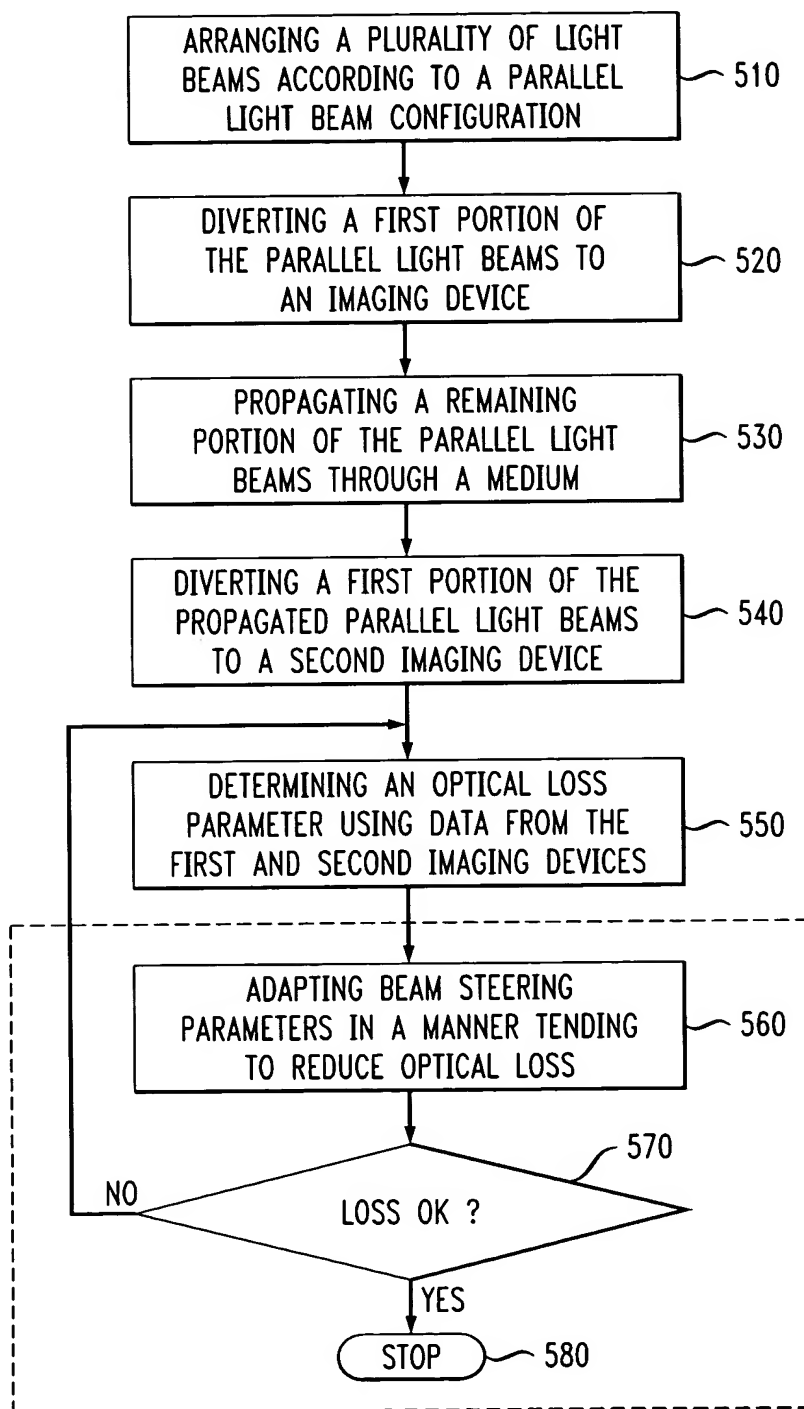 ARRANGING A PLURALITY OF LIGHT
BEAMS ACCORDING TO A PARALLEL
LIGHT BEAM CONFIGURATION
510
DIVERTING A FIRST PORTION OF
THE PARALLEL LIGHT BEAMS TO
AN IMAGING DEVICE
520
PROPAGATING A REMAINING
PORTION OF THE PARALLEL LIGHT
BEAMS THROUGH A MEDIUM
530
DIVERTING A FIRST PORTION OF THE
PROPAGATED PARALLEL LIGHT BEAMS
TO A SECOND IMAGING DEVICE
540
DETERMINING AN OPTICAL LOSS
PARAMETER USING DATA FROM THE
FIRST AND SECOND IMAGING DEVICES
550
ADAPTING BEAM STEERING
PARAMETERS IN A MANNER TENDING
TO REDUCE OPTICAL LOSS
560
570
NO
LOSS OK ?
YES
STOP
580